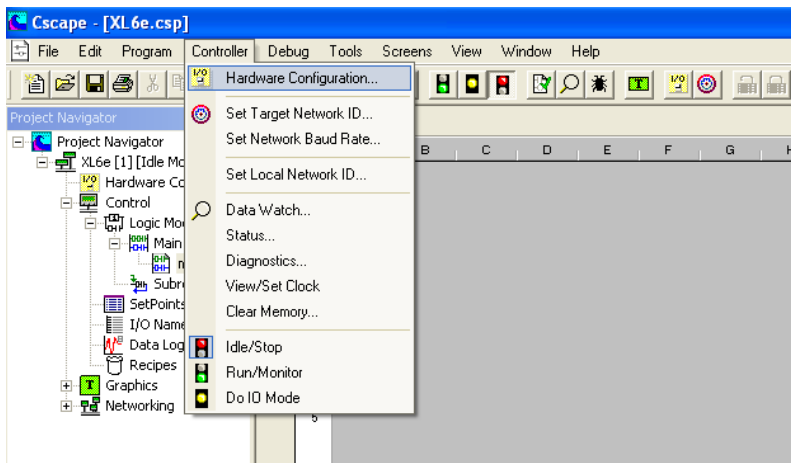 Cscape - [XL6e.csp]
File Edit Program Controller Debug Tools Screens View Window Help
Project Navigator
Project Navigator
XL6e [1] [Idle Mo
Hardware Co
Control
Logic Mo
Main
Subr
SetPoints
I/O Name
Data Log
Recipes
T Graphics
Networking
I/O Hardware Configuration...
Set Target Network ID...
Set Network Baud Rate...
Set Local Network ID...
Data Watch...
Status...
Diagnostics...
View/Set Clock
Clear Memory...
Idle/Stop
Run/Monitor
Do IO Mode
B C D E F G
5